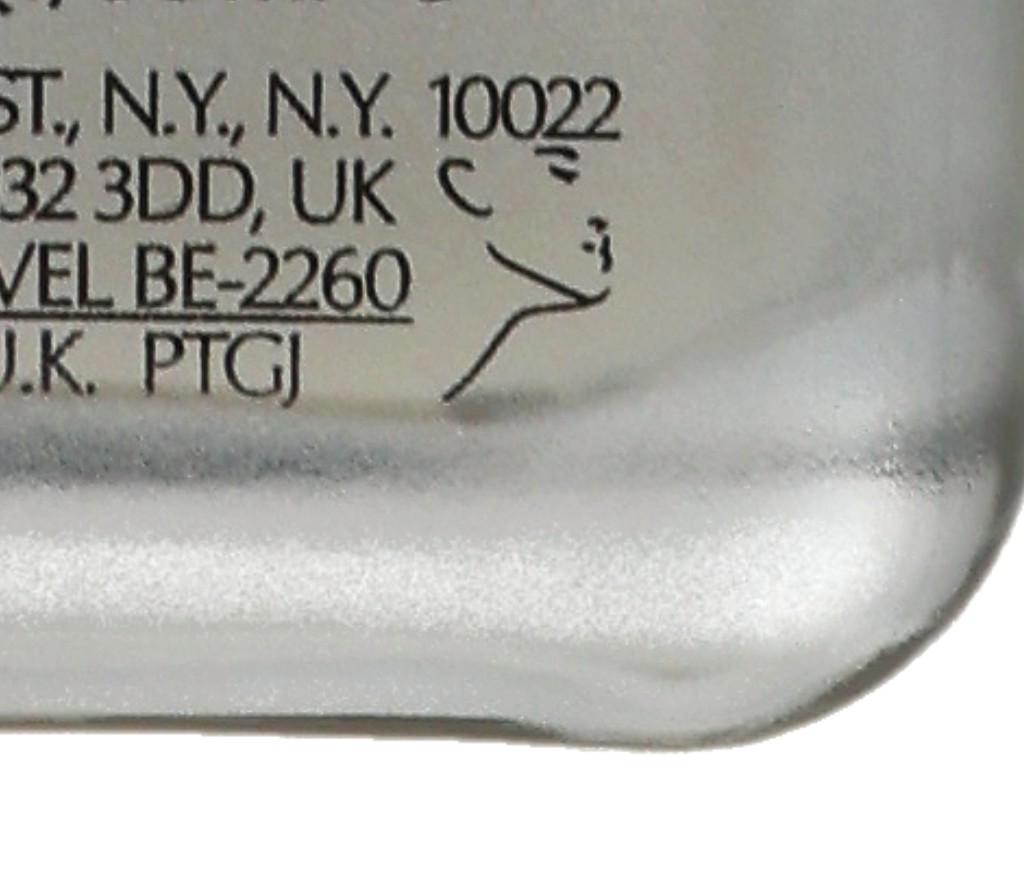 ST., N.Y., N.Y. 10022
32 3DD, UK
VEL BE-2260
U.K. PTGJ